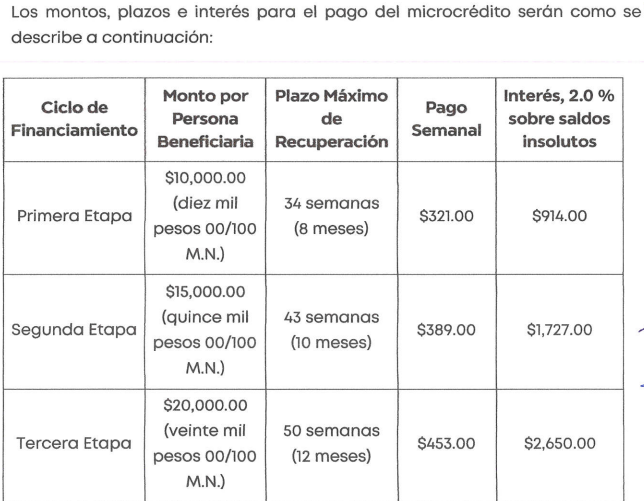 Los montos, plazos e interés para el pago del microcrédito serán como se
describe a continuación:
Ciclo de
Financiamiento
Monto por
Persona
Beneficiaria
Plazo Máximo
de
Recuperación
Pago
Semanal
Interés, 2.0 %
sobre saldos
insolutos
Primera Etapa
$10,000.00
(diez mil
pesos 00/100
M.N.)
34 semanas
(8 meses)
$321.00
$914.00
Segunda Etapa
$15,000.00
(quince mil
pesos 00/100
M.N.)
43 semanas
(10 meses)
$389.00
$1,727.00
Tercera Etapa
$20,000.00
(veinte mil
pesos 00/100
M.N.)
50 semanas
(12 meses)
$453.00
$2,650.00